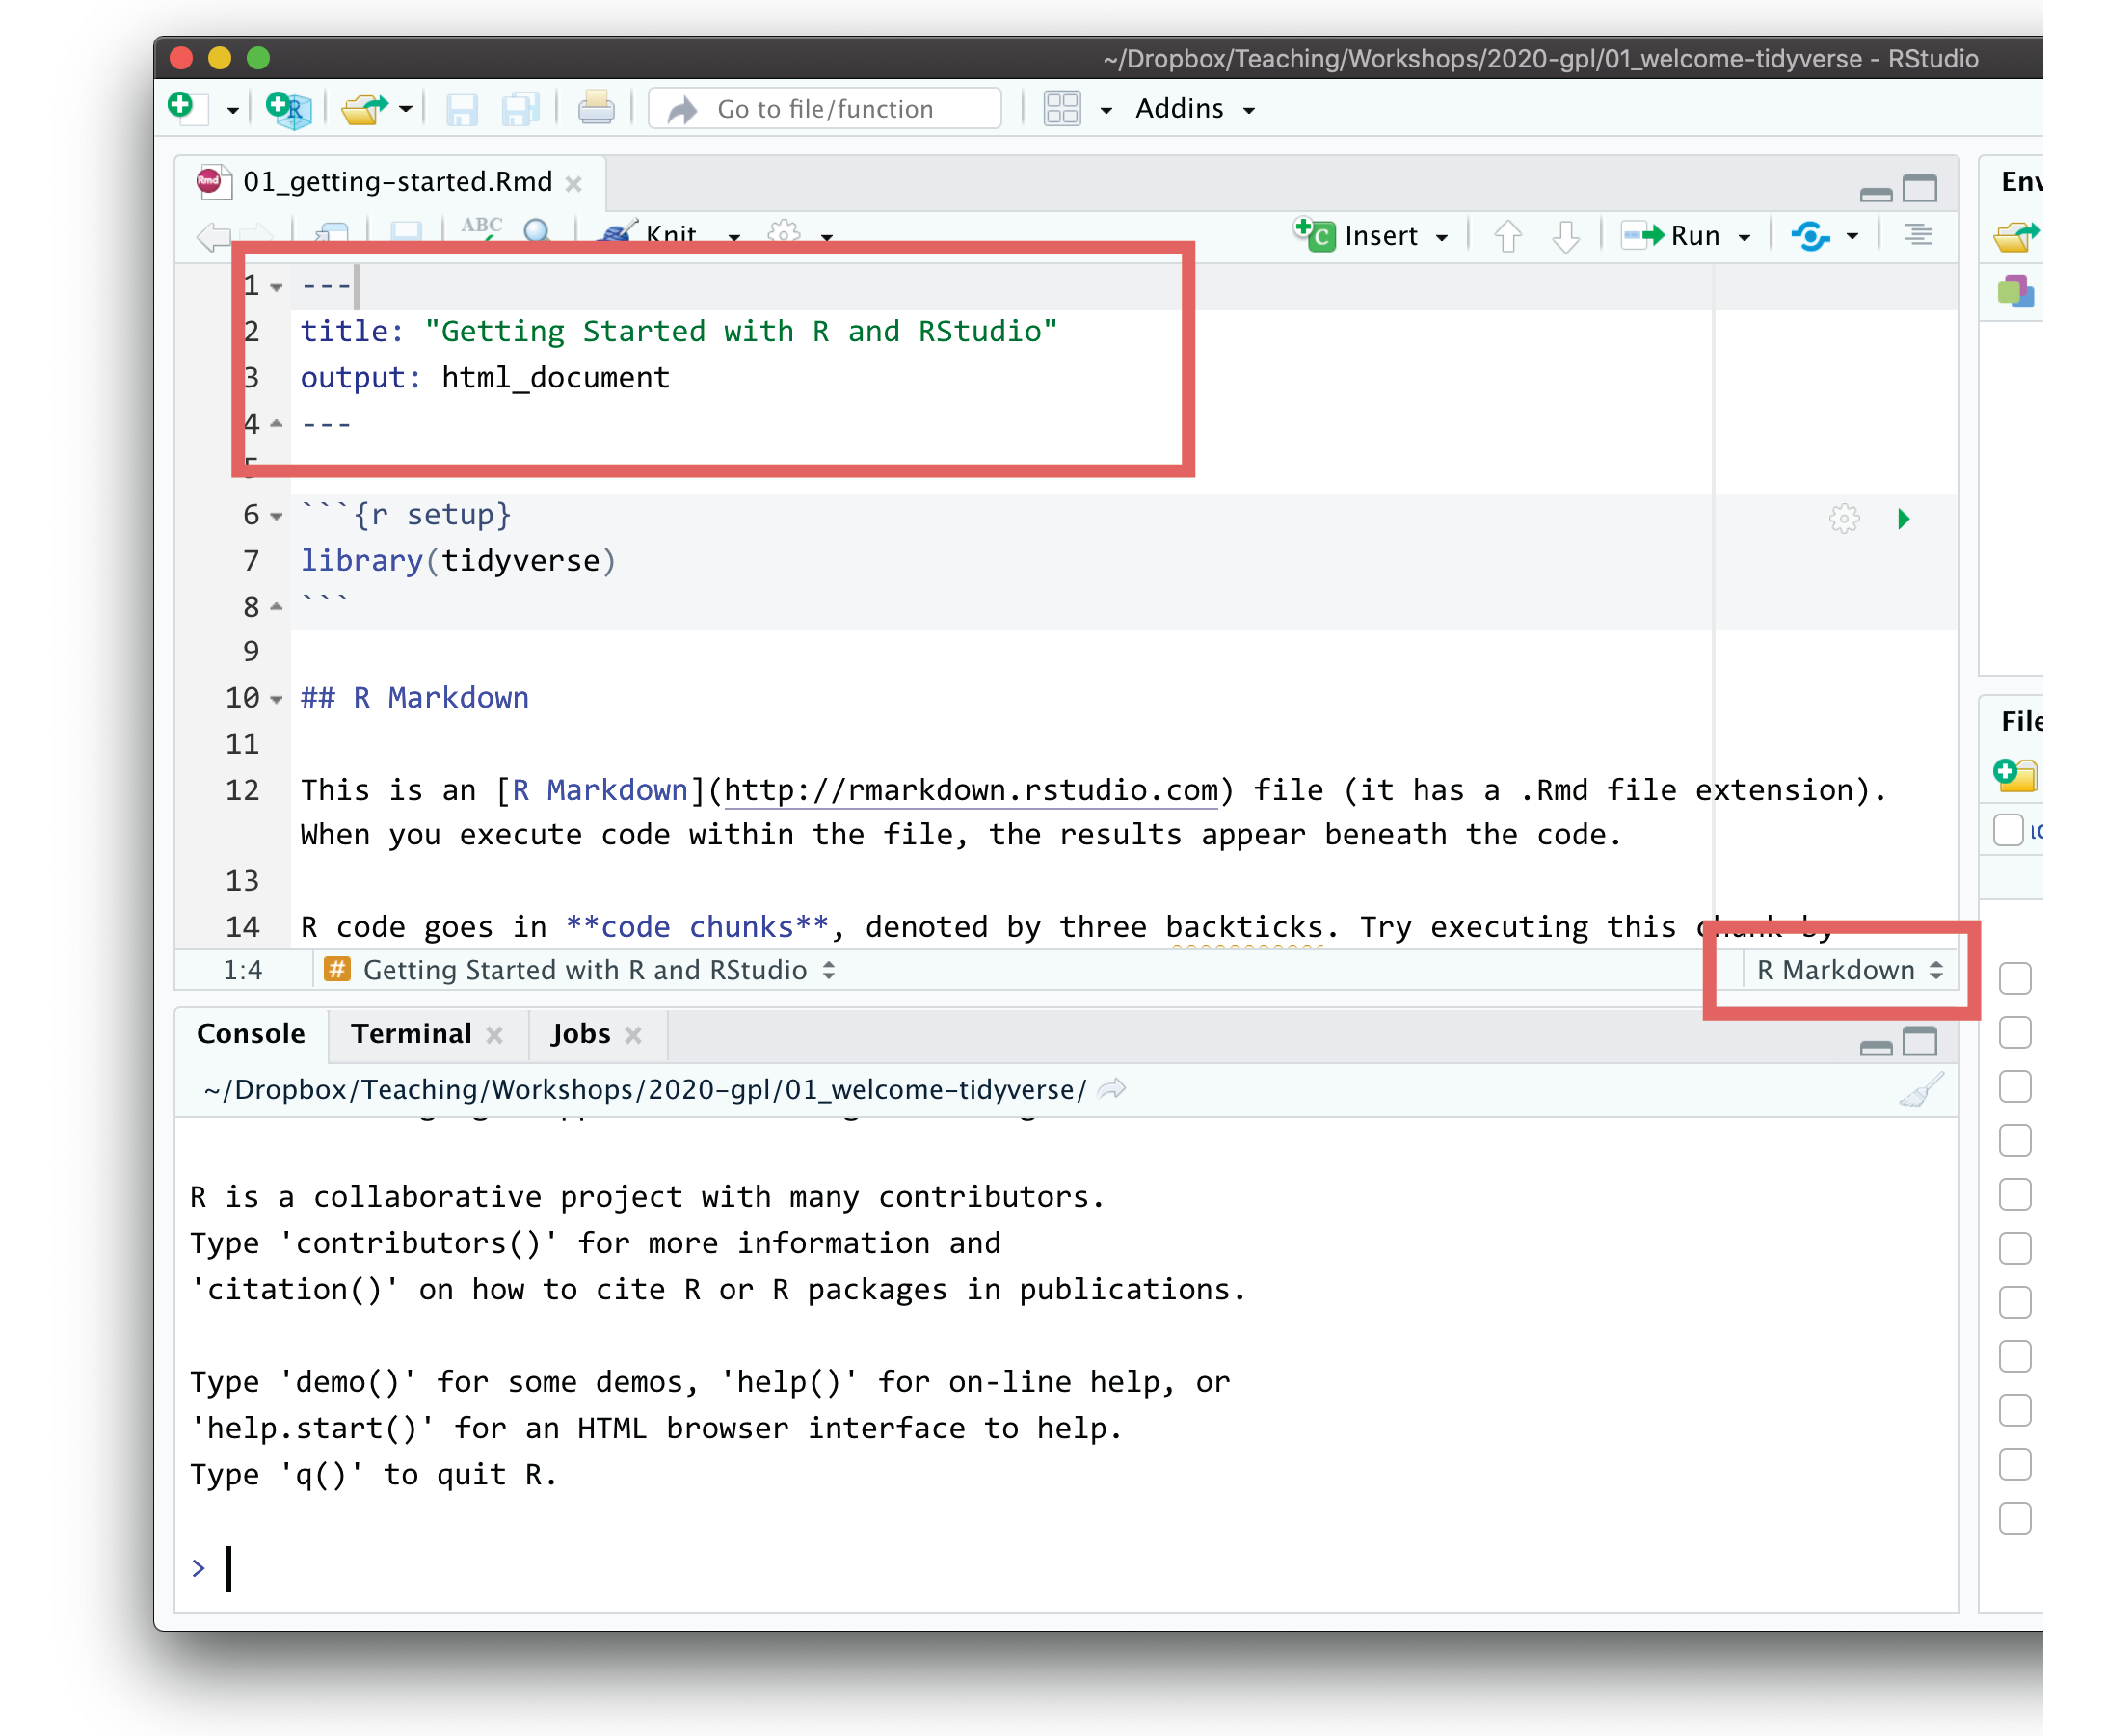 ~/Dropbox/Teaching/Workshops/2020-gpl/01_welcome-tidyverse - RStudio
Go to file/function
Addins
01_getting-started.Rmd
Env
ABC
Knit
Insert
Run
1 ---
2 title: "Getting Started with R and RStudio"
3 output: html_document
4 ---
5
6 ```{r setup}
7 library(tidyverse)
8 ```
9
10 ## R Markdown
11
12 This is an [R Markdown](http://rmarkdown.rstudio.com) file (it has a .Rmd file extension).
When you execute code within the file, the results appear beneath the code.
13
14 R code goes in **code chunks**, denoted by three backticks. Try executing this chunk by
1:4 # Getting Started with R and RStudio R Markdown
File
Console Terminal Jobs
~/Dropbox/Teaching/Workshops/2020-gpl/01_welcome-tidyverse/
R is a collaborative project with many contributors.
Type 'contributors()' for more information and
'citation()' on how to cite R or R packages in publications.
Type 'demo()' for some demos, 'help()' for on-line help, or
'help.start()' for an HTML browser interface to help.
Type 'q()' to quit R.
>